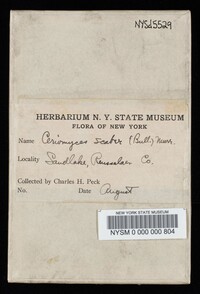 NYSd5529
HERBARIUM N. Y. STATE MUSEUM
FLORA OF NEW YORK
Name Ceriomyces scaber (Bull.) Murr.
Locality Sandlake, Rensselaer Co.
Collected by Charles H. Peck
No. Date August
NEW YORK STATE MUSEUM
NYSM 0 000 000 804